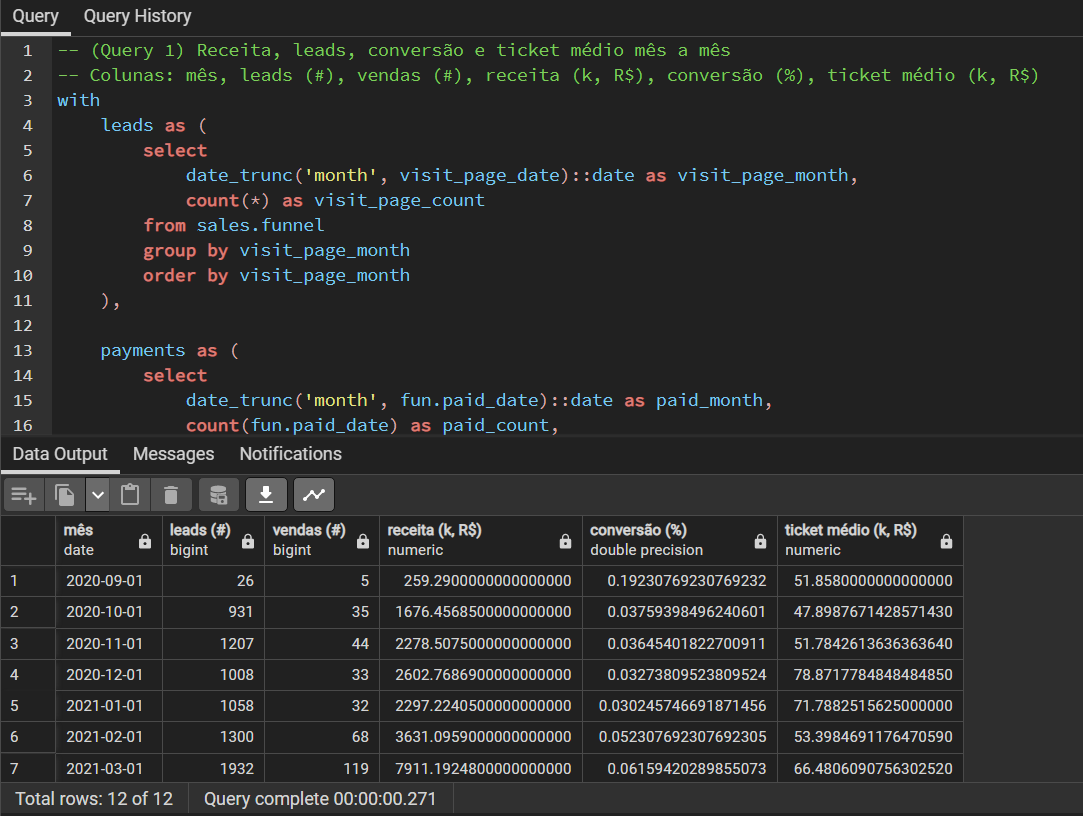 Query Query History
1 -- (Query 1) Receita, leads, conversão e ticket médio mês a mês
2 -- Colunas: mês, leads (#), vendas (#), receita (k, R$), conversão (%), ticket médio (k, R$)
3 with
4 leads as (
5 select
6 date_trunc('month', visit_page_date)::date as visit_page_month,
7 count(*) as visit_page_count
8 from sales.funnel
9 group by visit_page_month
10 order by visit_page_month
11 ),
12
13 payments as (
14 select
15 date_trunc('month', fun.paid_date)::date as paid_month,
16 count(fun.paid_date) as paid_count,
Data Output Messages Notifications
mês leads (#) vendas (#) receita (k, R$) conversão (%) ticket médio (k, R$)
date bigint bigint numeric double precision numeric
1 2020-09-01 26 5 259.2900000000000000 0.19230769230769232 51.8580000000000000
2 2020-10-01 931 35 1676.4568500000000000 0.03759398496240601 47.8987671428571430
3 2020-11-01 1207 44 2278.5075000000000000 0.03645401822700911 51.7842613636363640
4 2020-12-01 1008 33 2602.7686900000000000 0.03273809523809524 78.8717784848484850
5 2021-01-01 1058 32 2297.2240500000000000 0.030245746691871456 71.7882515625000000
6 2021-02-01 1300 68 3631.0959000000000000 0.052307692307692305 53.3984691176470590
7 2021-03-01 1932 119 7911.1924800000000000 0.06159420289855073 66.4806090756302520
Total rows: 12 of 12 Query complete 00:00:00.271